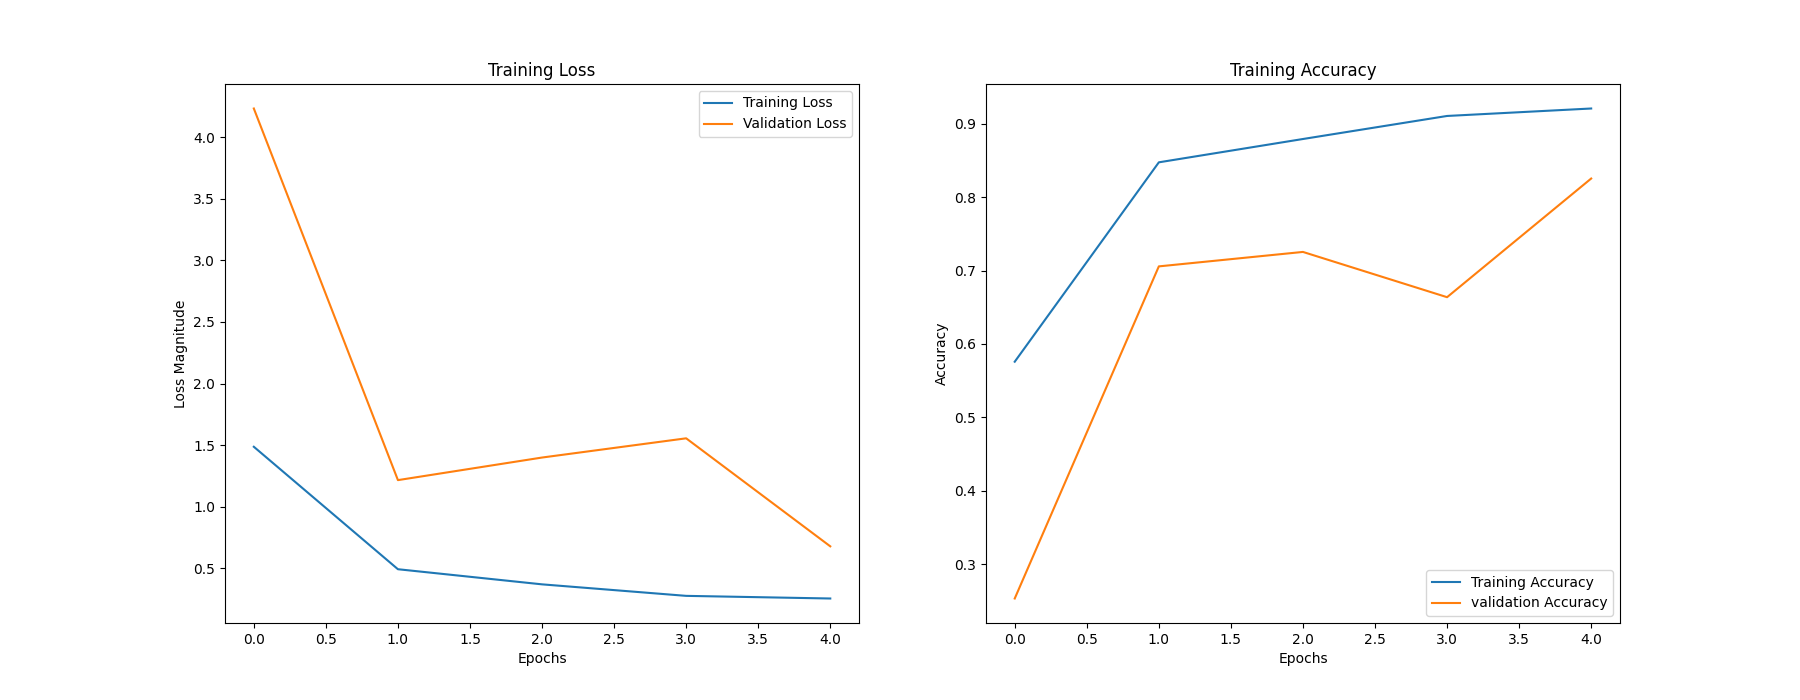 Training Loss
Training Loss
Validation Loss
4.0
3.5
3.0
2.5
2.0
1.5
1.0
0.5
Loss Magnitude
0.0 0.5 1.0 1.5 2.0 2.5 3.0 3.5 4.0
Epochs
Training Accuracy
0.9
0.8
0.7
0.6
0.5
0.4
0.3
Accuracy
Training Accuracy
validation Accuracy
0.0 0.5 1.0 1.5 2.0 2.5 3.0 3.5 4.0
Epochs